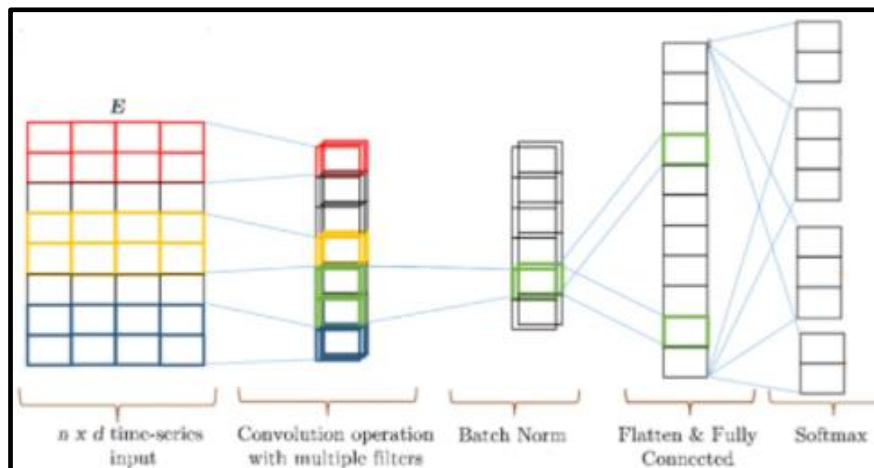 E
n x d time-series
input
Convolution operation
with multiple filters
Batch Norm
Flatten & Fully
Connected
Softmax